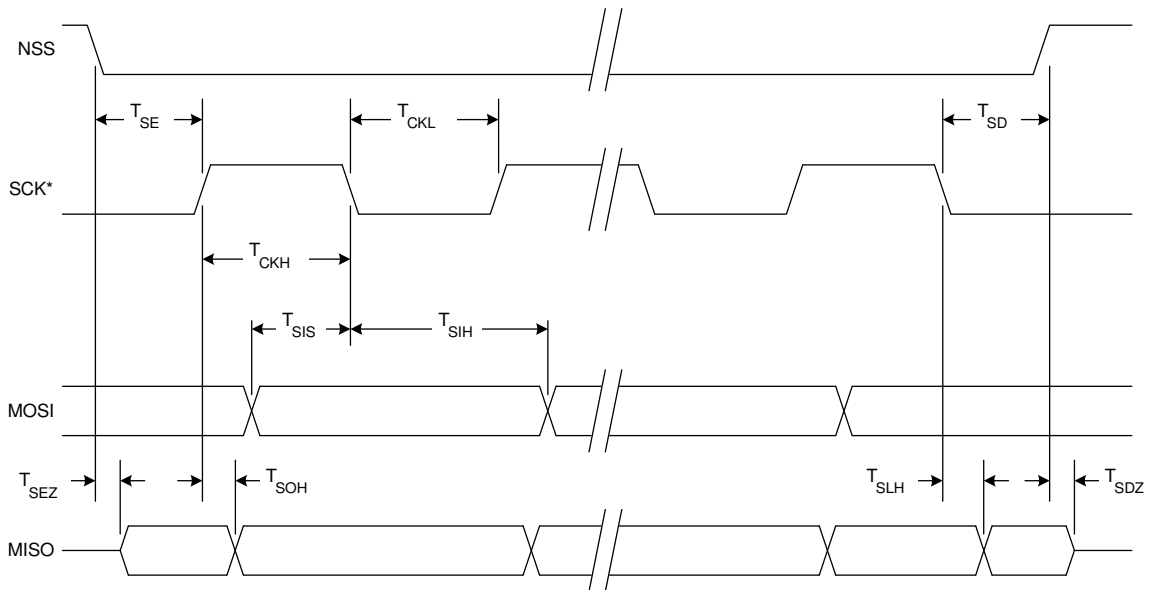 NSS
T_SE
T_CKL
T_SD
SCK*
T_CKH
T_SIS
T_SIH
MOSI
T_SEZ
T_SOH
T_SLH
T_SDZ
MISO